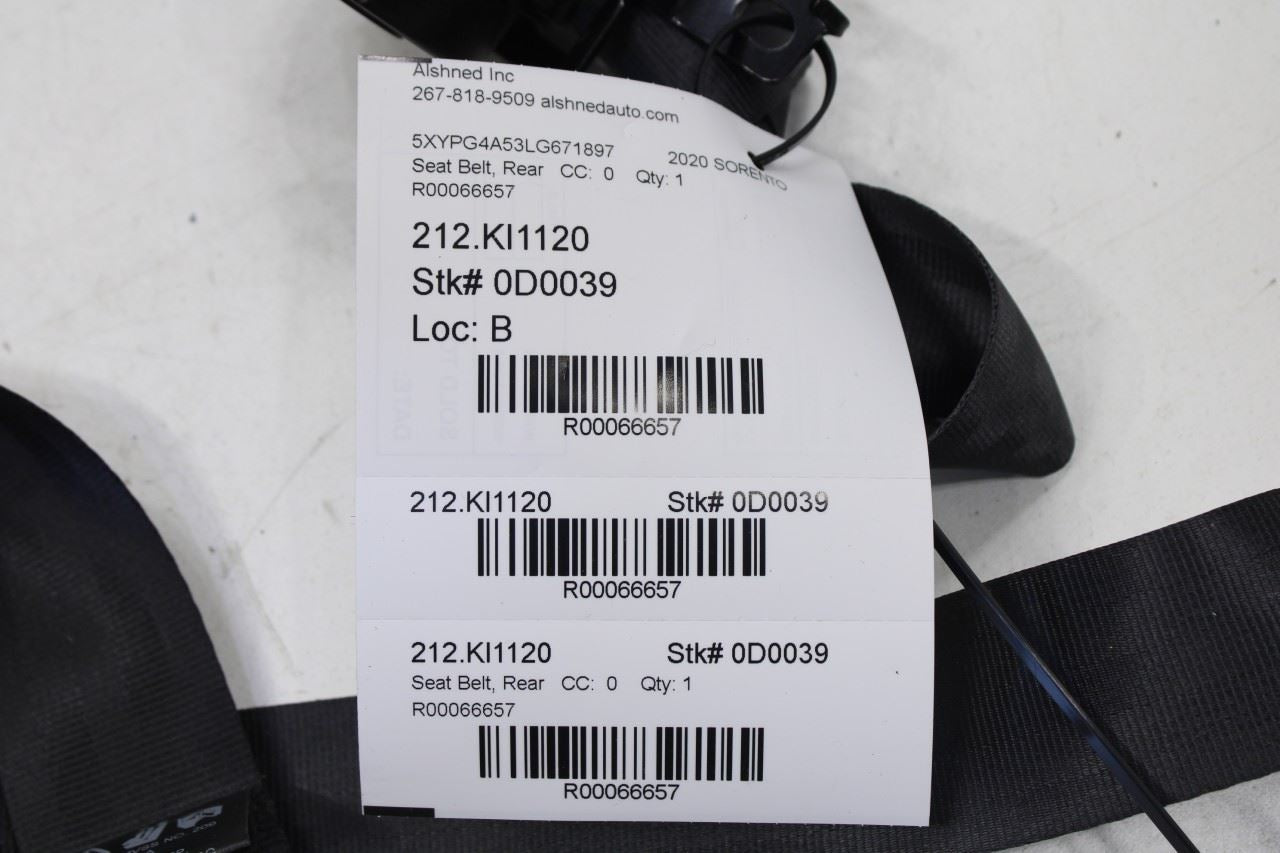 Alshned Inc
267-818-9509 alshnedauto.com
5XYPG4A53LG671897 2020 SORENTO
Seat Belt, Rear CC: 0 Qty: 1
R00066657
212.KI1120
Stk# 0D0039
Loc: B
R00066657
212.KI1120 Stk# 0D0039
R00066657
212.KI1120 Stk# 0D0039
Seat Belt, Rear CC: 0 Qty: 1
R00066657
R00066657